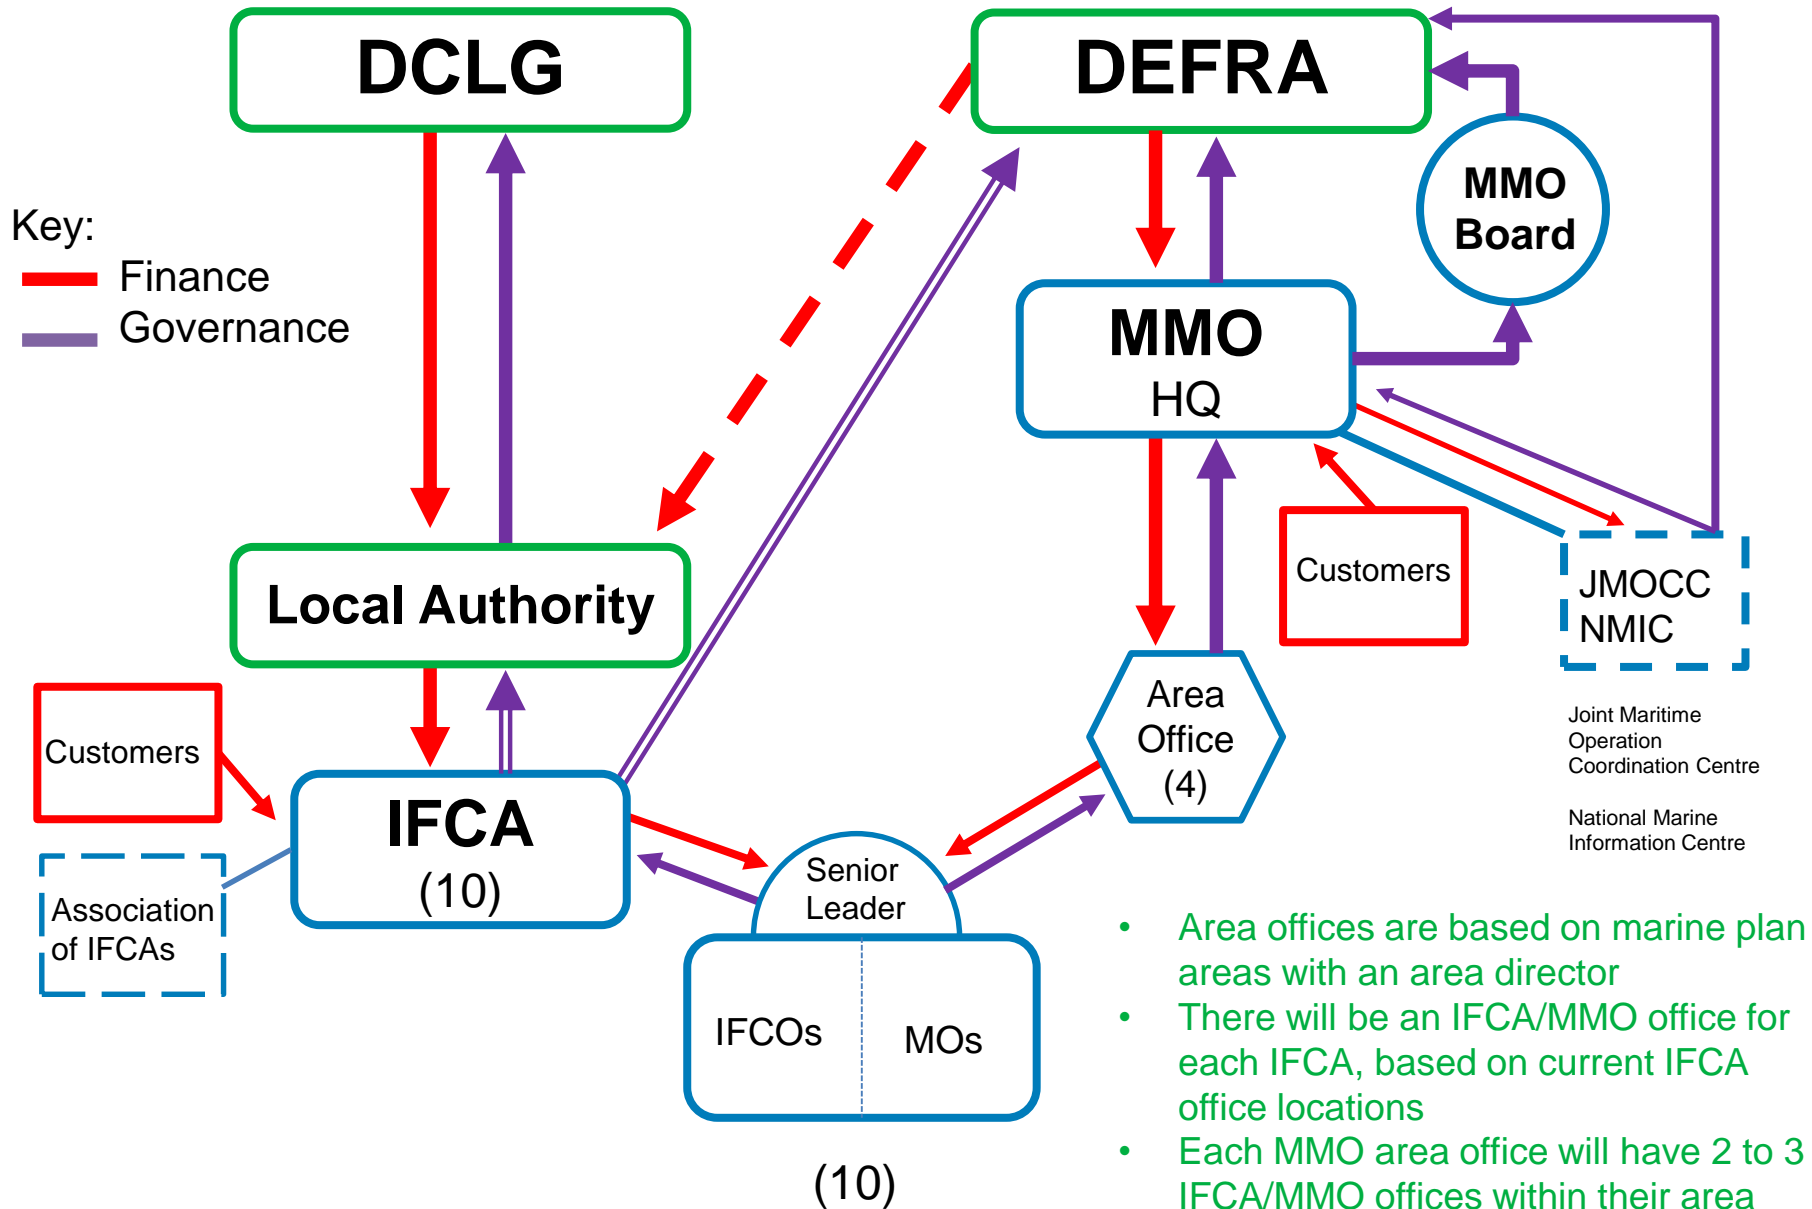 DCLG
DEFRA
MMO
Board
Key:
Finance
Governance
MMO
HQ
Local Authority
Customers
JMOCC
NMIC
Joint Maritime
Operation
Coordination Centre
National Marine
Information Centre
Area
Office
(4)
Customers
IFCA
(10)
Association
of IFCAs
Senior
Leader
IFCOs
MOs
(10)
• Area offices are based on marine plan
areas with an area director
• There will be an IFCA/MMO office for
each IFCA, based on current IFCA
office locations
• Each MMO area office will have 2 to 3
IFCA/MMO offices within their area